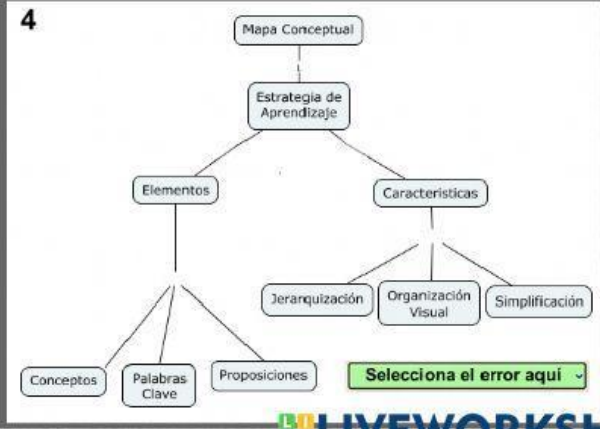 4
Mapa Conceptual
Estrategia de
Aprendizaje
Elementos
Caracteristicas
Jerarquización
Organización
Visual
Simplificación
Conceptos
Palabras
Clave
Proposiciones
Selecciona el error aquí
LIVEWORKSH